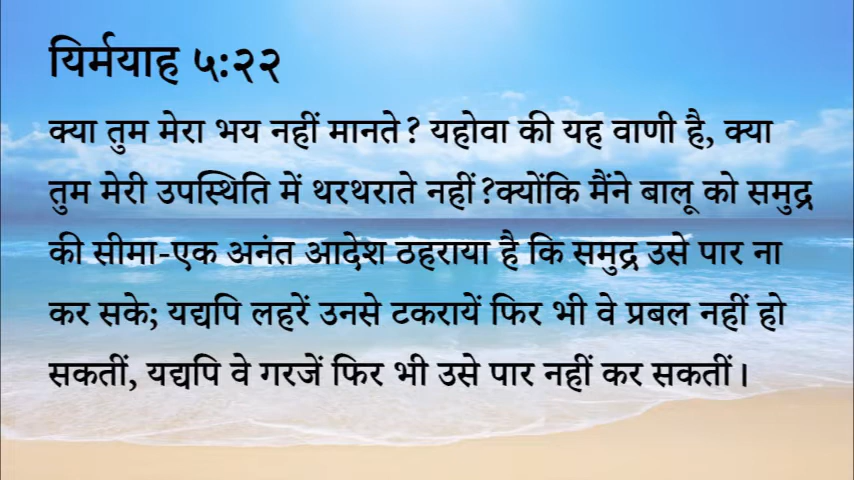 यिर्मयाह ५:२२
क्या तुम मेरा भय नहीं मानते? यहोवा की यह वाणी है, क्या
तुम मेरी उपस्थिति में थरथराते नहीं?क्योंकि मैंने बालू को समुद्र
की सीमा-एक अनंत आदेश ठहराया है कि समुद्र उसे पार ना
कर सके; यद्यपि लहरें उनसे टकरायें फिर भी वे प्रबल नहीं हो
सकतीं, यद्यपि वे गरजें फिर भी उसे पार नहीं कर सकतीं।